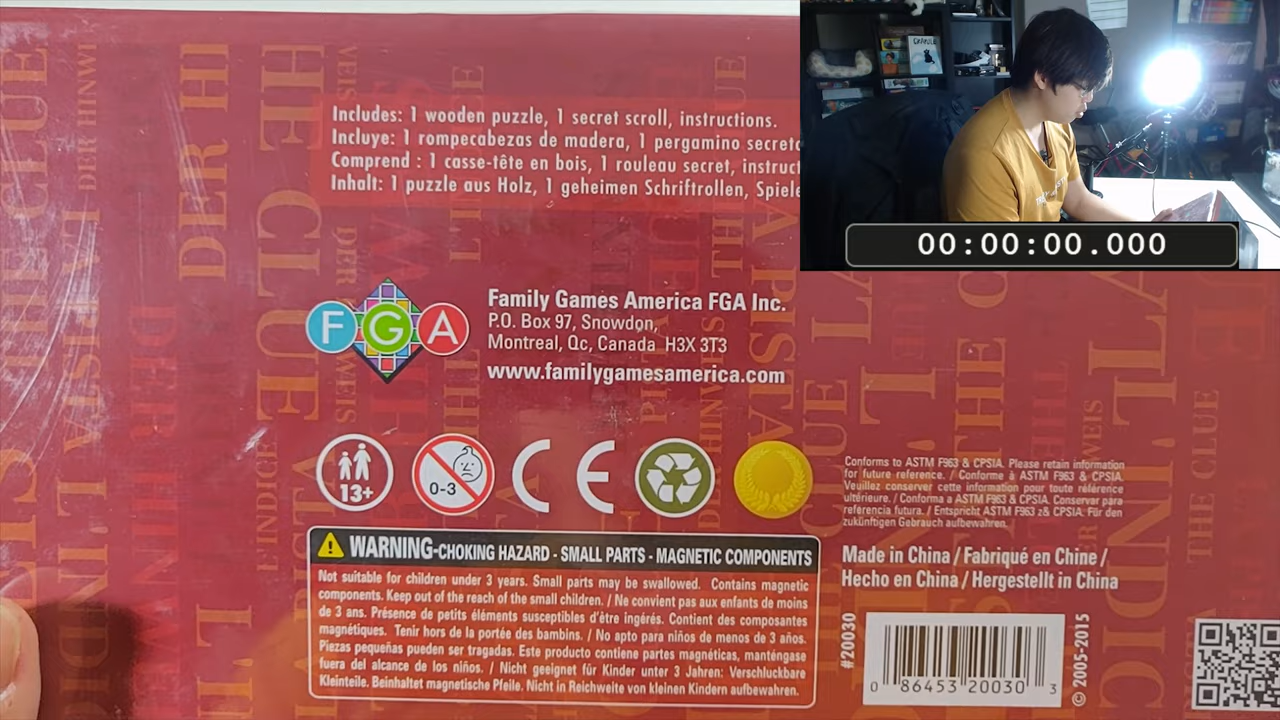 Includes: 1 wooden puzzle, 1 secret scroll, instructions.
Incluye: 1 rompecabezas de madera, 1 pergamino secreto
Comprend : 1 casse-tête en bois, 1 rouleau secret, instruct
Inhalt: 1 puzzle aus Holz, 1 geheimen Schriftrollen, Spiele
00:00:00.000
FGA
Family Games America FGA Inc.
P.O. Box 97, Snowdon,
Montreal, Qc, Canada H3X 3T3
www.familygamesamerica.com
13+
0-3
CE
WARNING-CHOKING HAZARD - SMALL PARTS - MAGNETIC COMPONENTS
Not suitable for children under 3 years. Small parts may be swallowed. Contains magnetic
components. Keep out of the reach of the small children. / Ne convient pas aux enfants de moins
de 3 ans. Présence de petits éléments susceptibles d'être ingérés. Contient des composantes
magnétiques. Tenir hors de la portée des bambins. / No apto para niños de menos de 3 años.
Piezas pequeñas pueden ser tragadas. Este producto contiene partes magnéticas, manténgase
fuera del alcance de los niños. / Nicht geeignet für Kinder unter 3 Jahren: Verschluckbare
Kleinteile. Beinhaltet magnetische Pfeile. Nicht in Reichweite von kleinen Kindern aufbewahren.
Conforms to ASTM F963 & CPSIA. Please retain information
for future reference. / Conforme à ASTM F963 & CPSIA.
Veuillez conserver cette information pour toute référence
ultérieure. / Conforma a ASTM F963 & CPSIA. Conservar para
referencia futura. / Entspricht ASTM F963 z& CPSIA. Für den
zukünftigen Gebrauch aufbewahren.
Made in China / Fabriqué en Chine /
Hecho en China / Hergestellt in China
#20030
0 86453 20030 3
© 2005-2015
THE CLUE
DER HINWEIS
DER HI
THE CLUE
L'INDICE
THE CLUE